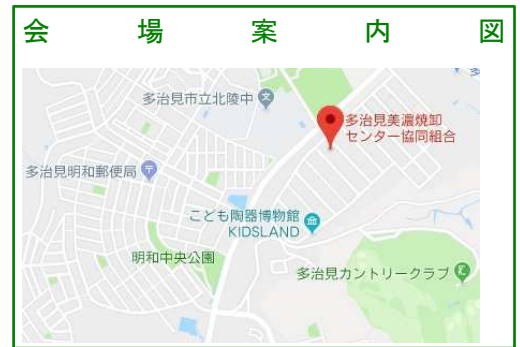 会場案内図
多治見市立北陵中
多治見美濃焼卸
センター協同組合
多治見明和郵便局
こども陶器博物館
KIDSLAND
明和中央公園
多治見カントリークラブ